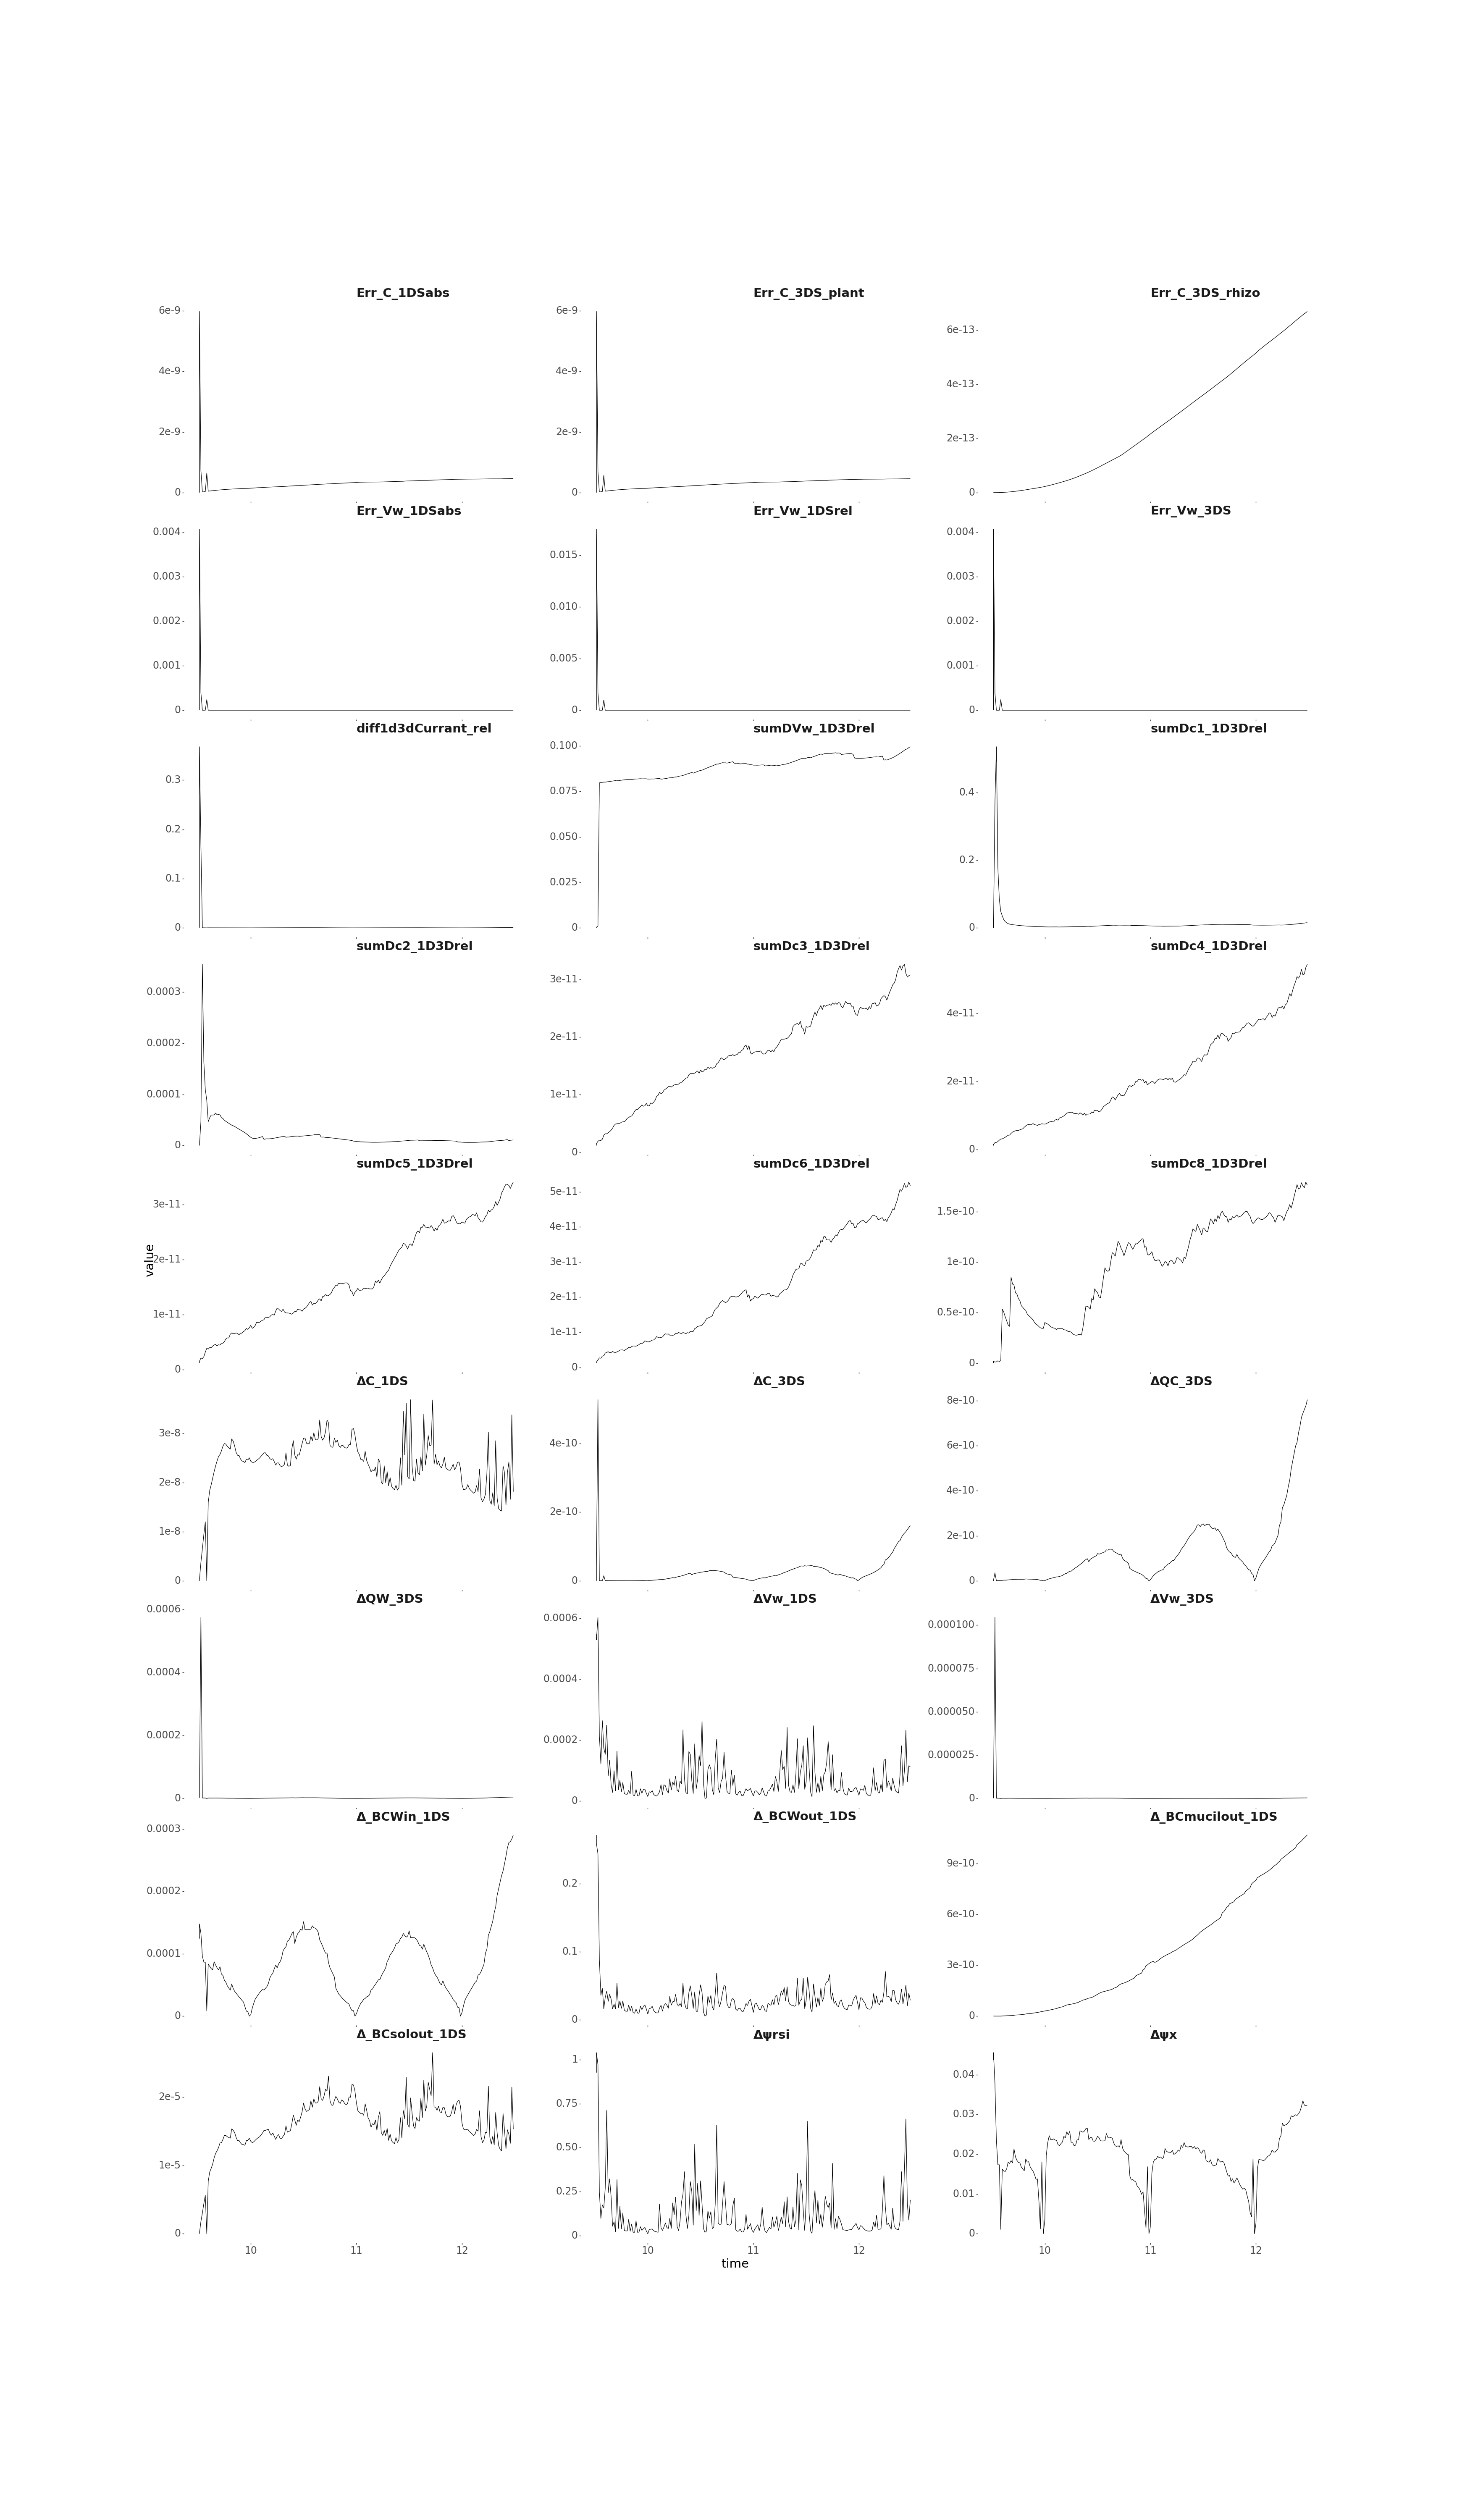 Err_C_1DSabs Err_C_3DS_plant Err_C_3DS_rhizo
6e-9 6e-9 6e-13
4e-9 4e-9 4e-13
2e-9 2e-9 2e-13
0 0 0
Err_Vw_1DSabs Err_Vw_1DSrel Err_Vw_3DS
0.004 0.015 0.004
0.003 0.010 0.003
0.002 0.005 0.002
0.001 0 0.001
0 0
diff1d3dCurrant_rel sumDVw_1D3Drel sumDc1_1D3Drel
0.3 0.100 0.4
0.2 0.075 0.2
0.1 0.050 0
0 0.025
0
sumDc2_1D3Drel sumDc3_1D3Drel sumDc4_1D3Drel
0.0003 3e-11 4e-11
0.0002 2e-11 2e-11
0.0001 1e-11 0
0 0
sumDc5_1D3Drel sumDc6_1D3Drel sumDc8_1D3Drel
3e-11 5e-11 1.5e-10
2e-11 4e-11 1e-10
1e-11 3e-11 0.5e-10
0 2e-11 0
1e-11
0
value
ΔC_1DS ΔC_3DS ΔQC_3DS
3e-8 4e-10 8e-10
2e-8 2e-10 6e-10
1e-8 0 4e-10
0 2e-10
0
ΔQW_3DS ΔVw_1DS ΔVw_3DS
0.0006 0.0006 0.000100
0.0004 0.0004 0.000075
0.0002 0.0002 0.000050
0 0 0.000025
0
Δ_BCWin_1DS Δ_BCWout_1DS Δ_BCmucilout_1DS
0.0003 0.2 9e-10
0.0002 0.1 6e-10
0.0001 0 3e-10
0 0
Δ_BCsolout_1DS Δψrsi Δψx
2e-5 1 0.04
1e-5 0.75 0.03
0 0.50 0.02
0.25 0.01
0 0
10 11 12 10 11 12 10 11 12
time